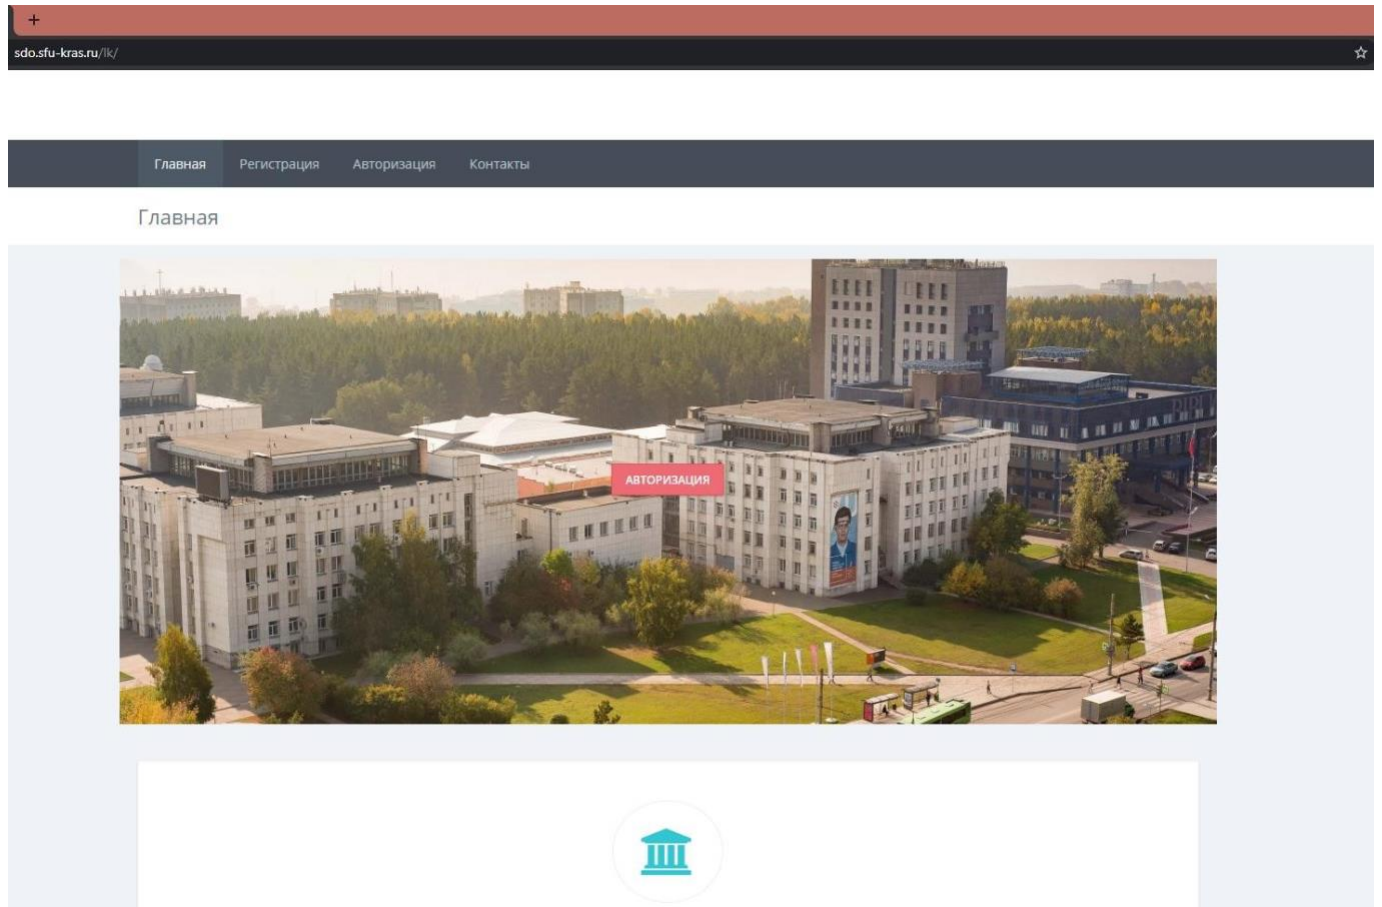 sdo.sfu-kras.ru/lk/
Главная Регистрация Авторизация Контакты
Главная
АВТОРИЗАЦИЯ